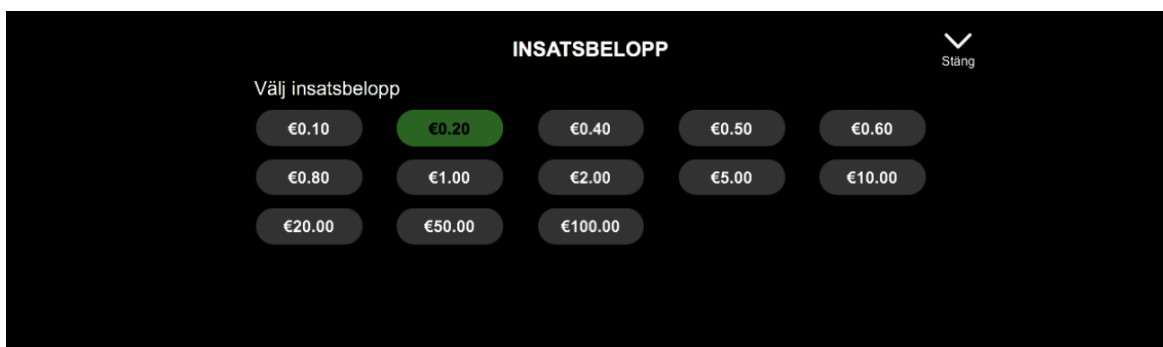 INSATSBELOPP
Stäng
Välj insatsbelopp
€0.10 €0.20 €0.40 €0.50 €0.60
€0.80 €1.00 €2.00 €5.00 €10.00
€20.00 €50.00 €100.00